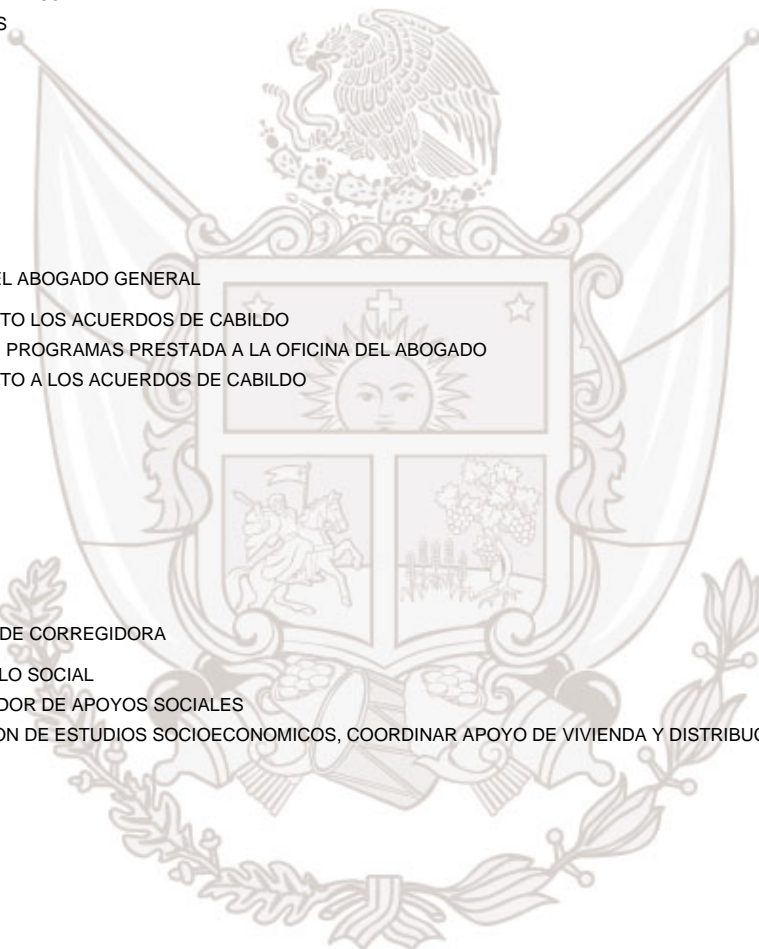 S
EL ABOGADO GENERAL
TO LOS ACUERDOS DE CABILDO
PROGRAMAS PRESTADA A LA OFICINA DEL ABOGADO
TO A LOS ACUERDOS DE CABILDO
DE CORREGIDORA
LO SOCIAL
DOR DE APOYOS SOCIALES
ON DE ESTUDIOS SOCIOECONOMICOS, COORDINAR APOYO DE VIVIENDA Y DISTRIBUC